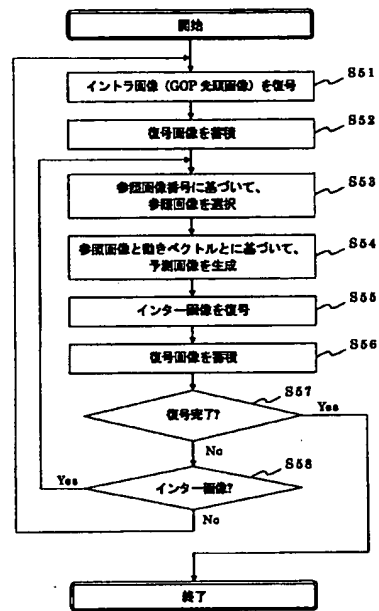 開始
イントラ画像(GOP先頭画像)を復号
S51
復号画像を蓄積
S52
参照画像番号に基づいて、
参照画像を選択
S53
参照画像と動きベクトルとに基づいて、
予測画像を生成
S54
インター画像を復号
S55
復号画像を蓄積
S56
復号完了?
S57
Yes
No
インター画像?
S58
Yes
No
終了